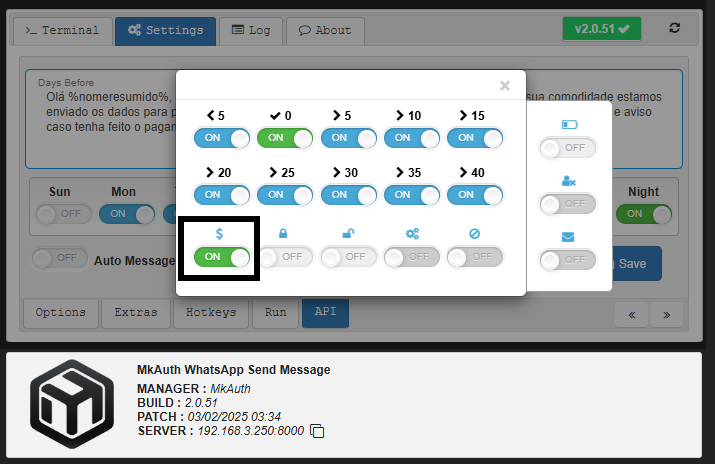 >_ Terminal Settings Log About v2.0.51
Days Before
Olá %nomeresumido%, sua comodidade estamos
enviado os dados para p e aviso
caso tenha feito o pagan
×
< 5 ✔ 0 > 5 > 10 > 15
ON ON ON ON ON
OFF
> 20 > 25 > 30 > 35 > 40
ON ON ON ON ON
OFF
Sun Mon Night
OFF ON ON
$
ON OFF OFF OFF OFF
OFF
OFF Auto Message Save
Options Extras Hotkeys Run API « »
MkAuth WhatsApp Send Message
MANAGER : MkAuth
BUILD : 2.0.51
PATCH : 03/02/2025 03:34
SERVER : 192.168.3.250:8000